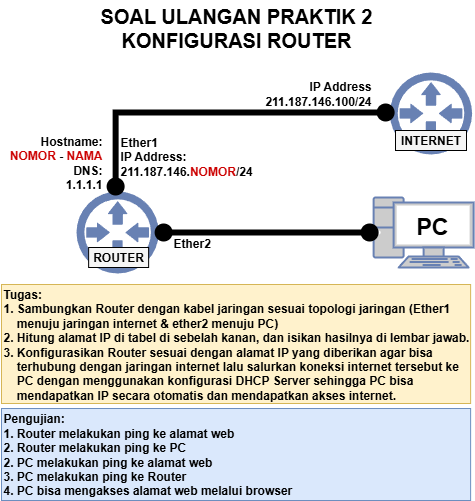 SOAL ULANGAN PRAKTIK 2
KONFIGURASI ROUTER
IP Address
211.187.146.100/24
INTERNET
Hostname:
NOMOR - NAMA
DNS:
1.1.1.1
Ether1
IP Address:
211.187.146.NOMOR/24
ROUTER
Ether2
PC
Tugas:
1. Sambungkan Router dengan kabel jaringan sesuai topologi jaringan (Ether1
menuju jaringan internet & ether2 menuju PC)
2. Hitung alamat IP di tabel di sebelah kanan, dan isikan hasilnya di lembar jawab.
3. Konfigurasikan Router sesuai dengan alamat IP yang diberikan agar bisa
terhubung dengan jaringan internet lalu salurkan koneksi internet tersebut ke
PC dengan menggunakan konfigurasi DHCP Server sehingga PC bisa
mendapatkan IP secara otomatis dan mendapatkan akses internet.
Pengujian:
1. Router melakukan ping ke alamat web
2. Router melakukan ping ke PC
2. PC melakukan ping ke alamat web
3. PC melakukan ping ke Router
4. PC bisa mengakses alamat web melalui browser